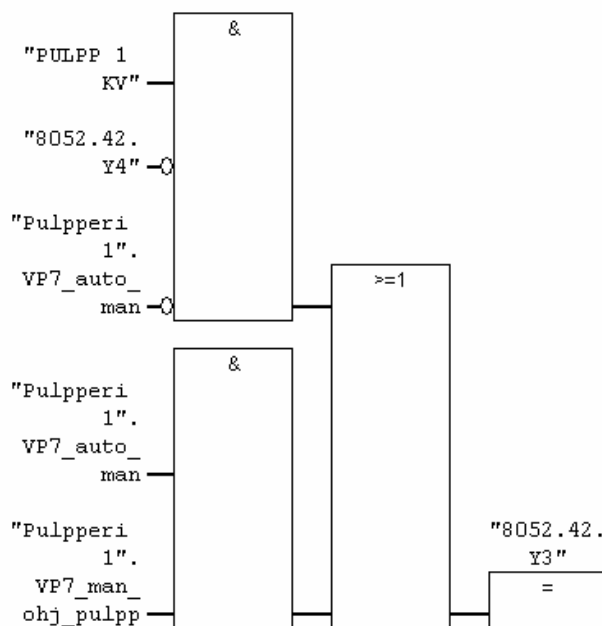 &
"PULPP 1
KV"
"8052.42.
Y4"
"Pulpperi
1".
VP7_auto_
man
>=1
&
"Pulpperi
1".
VP7_auto_
man
"Pulpperi
1".
VP7_man_
ohj_pulpp
"8052.42.
Y3"
=